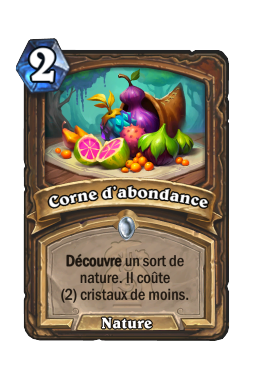 2
Corne d'abondance
Découvre un sort de
nature. Il coûte
(2) cristaux de moins.
Nature